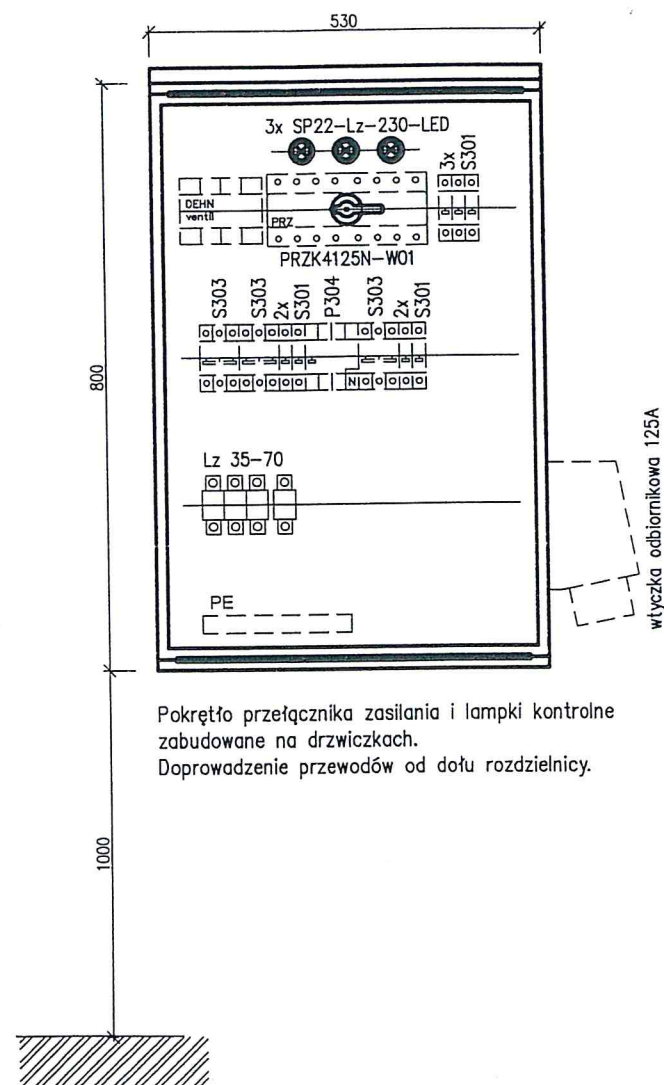 530
800
1000
3x SP22-Lz-230-LED
3x
S301
DEHN
ventil
PRZ
PRZK4125N-W01
S303
S303
2x
S301
P304
S303
2x
S301
N
Lz 35-70
PE
wtyczka odbiornikowa 125A
Pokrętło przełącznika zasilania i lampki kontrolne
zabudowane na drzwiczkach.
Doprowadzenie przewodów od dołu rozdzielnicy.